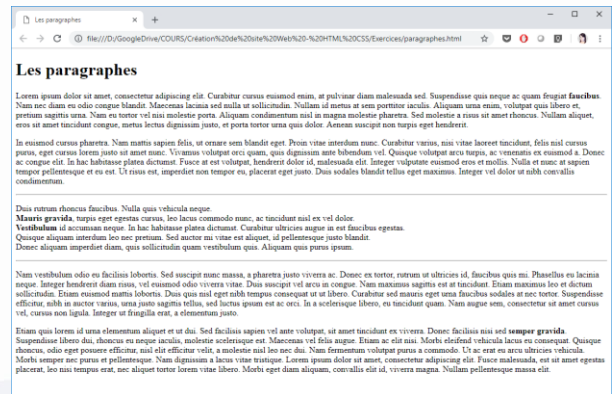 Les paragraphes
file:///D:/GoogleDrive/COURS/Création%20de%20site%20Web%20-%20HTML%20CSS/Exercices/paragraphes.html
Les paragraphes
Lorem ipsum dolor sit amet, consectetur adipiscing elit. Curabitur cursus euismod enim, at pulvinar diam malesuada sed. Suspendisse quis neque ac quam feugiat faucibus.
Nam nec diam eu odio congue blandit. Maecenas lacinia sed nulla ut sollicitudin. Nullam id metus at sem porttitor iaculis. Aliquam urna enim, volutpat quis libero et,
pretium sagittis urna. Nam eu tortor vel nisi molestie porta. Aliquam condimentum nisl in magna molestie pharetra. Sed molestie a risus sit amet rhoncus. Nullam aliquet,
eros sit amet tincidunt congue, metus lectus dignissim justo, et porta tortor urna quis dolor. Aenean suscipit non turpis eget hendrerit.
In euismod cursus pharetra. Nam mattis sapien felis, ut ornare sem blandit eget. Proin vitae interdum nunc. Curabitur varius, nisi vitae laoreet tincidunt, felis nisl cursus
purus, eget cursus lorem justo sit amet nunc. Vivamus volutpat orci quam, quis dignissim ante bibendum vel. Quisque volutpat arcu turpis, ac venenatis ex euismod a. Donec
ac congue elit. In hac habitasse platea dictumst. Fusce at est volutpat, hendrerit dolor id, malesuada elit. Integer vulputate euismod eros et mollis. Nulla et nunc at sapien
tempor pellentesque et eu est. Ut risus est, imperdiet non tempor eu, placerat eget justo. Duis sodales blandit tellus eget maximus. Integer vel dolor ut nibh convallis
condimentum.
Duis rutrum rhoncus faucibus. Nulla quis vehicula neque.
Mauris gravida, turpis eget egestas cursus, leo lacus commodo nunc, ac tincidunt nisl ex vel dolor.
Vestibulum id accumsan neque. In hac habitasse platea dictumst. Curabitur ultricies augue in est faucibus egestas.
Quisque aliquam interdum leo nec pretium. Sed auctor mi vitae est aliquet, id pellentesque justo blandit.
Donec aliquam imperdiet diam, quis sollicitudin quam vestibulum quis. Aliquam quis purus ipsum.
Nam vestibulum odio eu facilisis lobortis. Sed suscipit nunc massa, a pharetra justo viverra ac. Donec ex tortor, rutrum ut ultricies id, faucibus quis mi. Phasellus eu lacinia
neque. Integer hendrerit diam risus, vel euismod odio viverra vitae. Duis suscipit vel arcu in congue. Nam maximus sagittis est at tincidunt. Etiam maximus leo et dictum
sollicitudin. Etiam euismod mattis lobortis. Duis quis nisl eget nibh tempus consequat ut ut libero. Curabitur sed mauris eget urna faucibus sodales at nec tortor. Suspendisse
efficitur, nibh in auctor varius, urna justo sagittis tellus, sed luctus ipsum est ac orci. In a scelerisque libero, eu tincidunt quam. Nam augue sem, consectetur sit amet cursus
vel, cursus non ligula. Integer ut fringilla erat, a elementum justo.
Etiam quis lorem id urna elementum aliquet et ut dui. Sed facilisis sapien vel ante volutpat, sit amet tincidunt ex viverra. Donec facilisis nisi sed semper gravida.
Suspendisse libero dui, rhoncus eu neque iaculis, molestie scelerisque est. Maecenas vel felis augue. Etiam ac elit nisi. Morbi eleifend vehicula lacus eu consequat. Quisque
rhoncus, odio eget posuere efficitur, nisl elit efficitur velit, a molestie nisl leo nec dui. Nam fermentum volutpat purus a commodo. Ut ac erat eu arcu ultricies vehicula.
Morbi semper nec purus et pellentesque. Nam dignissim a lacus vitae tristique. Lorem ipsum dolor sit amet, consectetur adipiscing elit. Fusce malesuada, est sit amet egestas
placerat, leo nisi tempus erat, nec aliquet tortor lorem vitae libero. Morbi eget diam aliquam, convallis elit id, viverra magna. Nullam pellentesque massa elit.